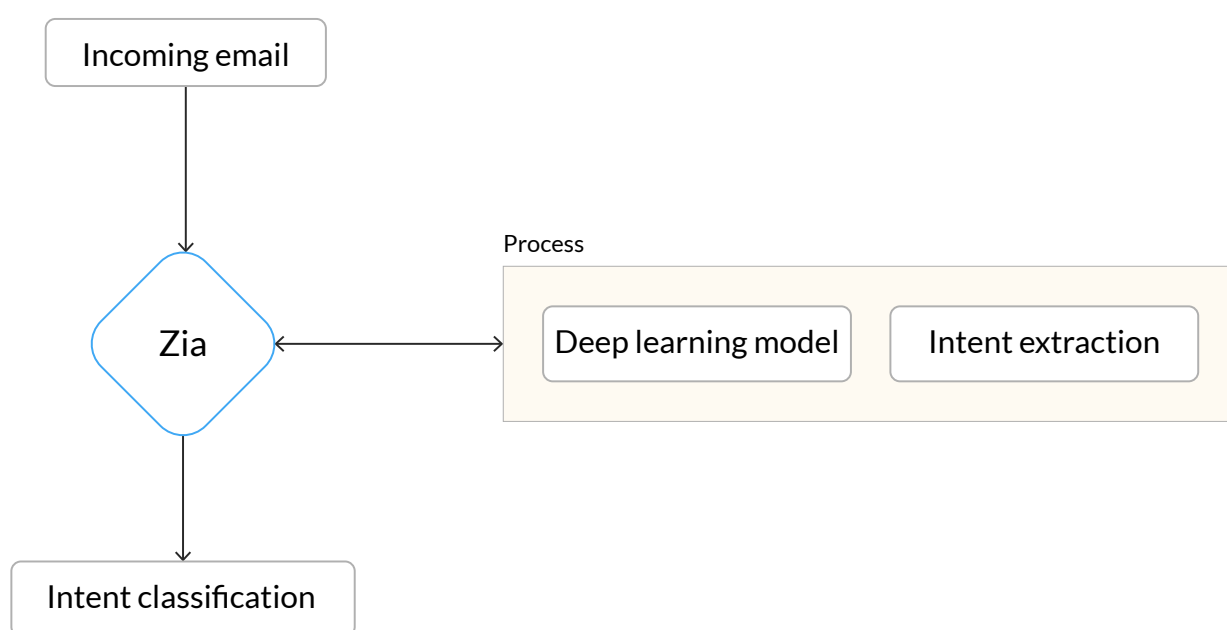 Incoming email
Process
Zia
Deep learning model
Intent extraction
Intent classification